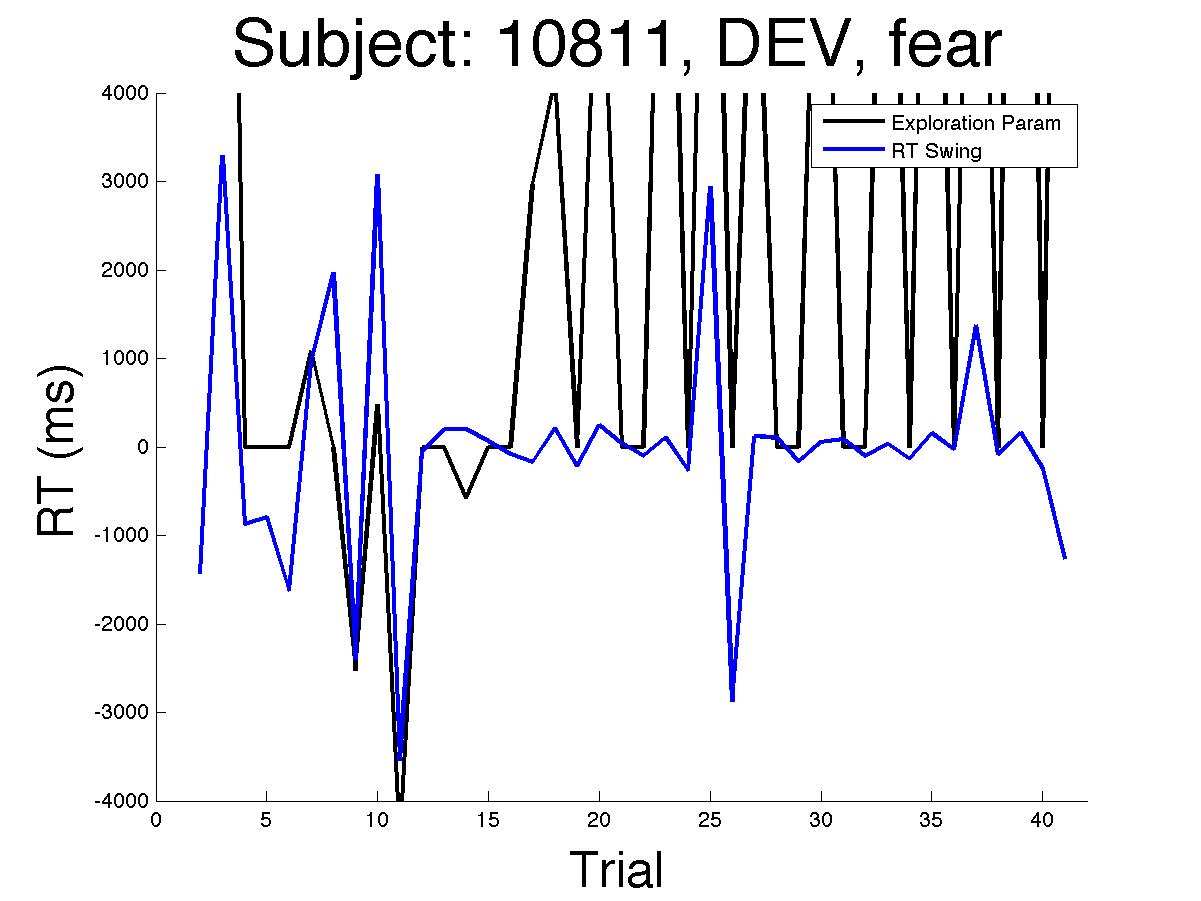 Subject: 10811, DEV, fear
4000
3000
2000
1000
0
-1000
-2000
-3000
-4000
RT (ms)
Exploration Param
RT Swing
0 5 10 15 20 25 30 35 40
Trial